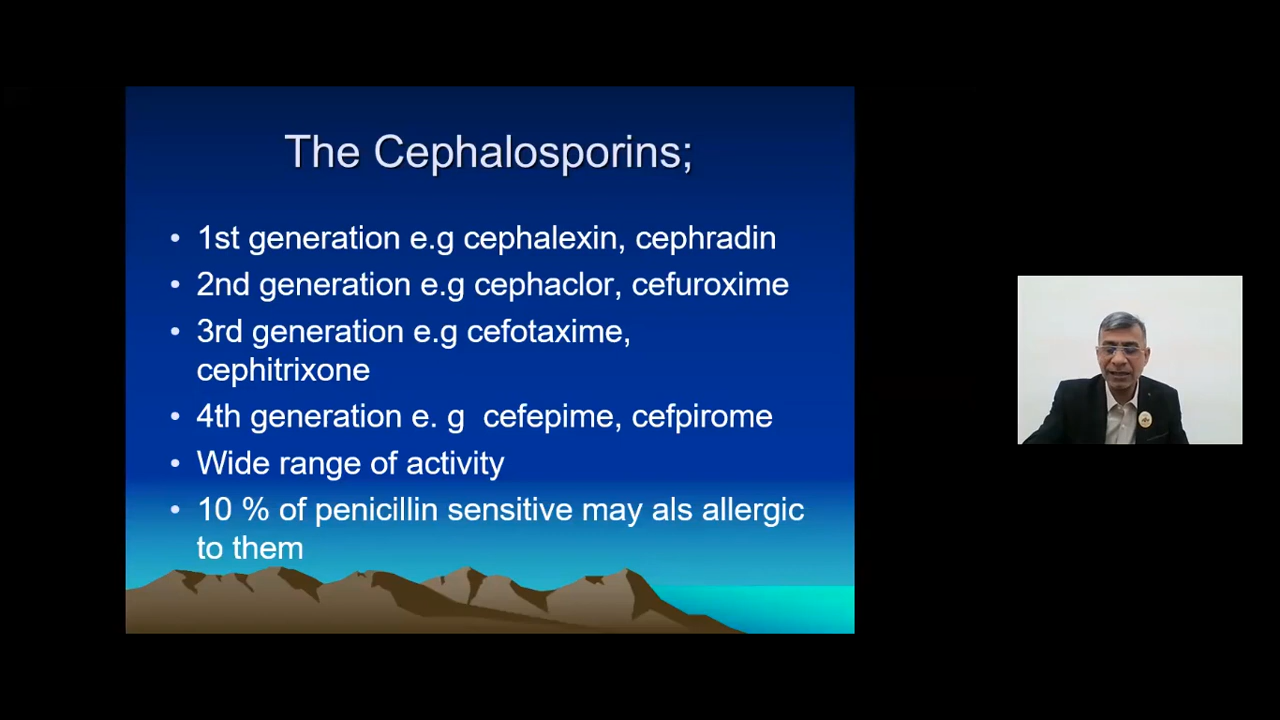 The Cephalosporins;
• 1st generation e.g cephalexin, cephradin
• 2nd generation e.g cephaclor, cefuroxime
• 3rd generation e.g cefotaxime,
cephitrixone
• 4th generation e. g  cefepime, cefpirome
• Wide range of activity
• 10 % of penicillin sensitive may als allergic
to them